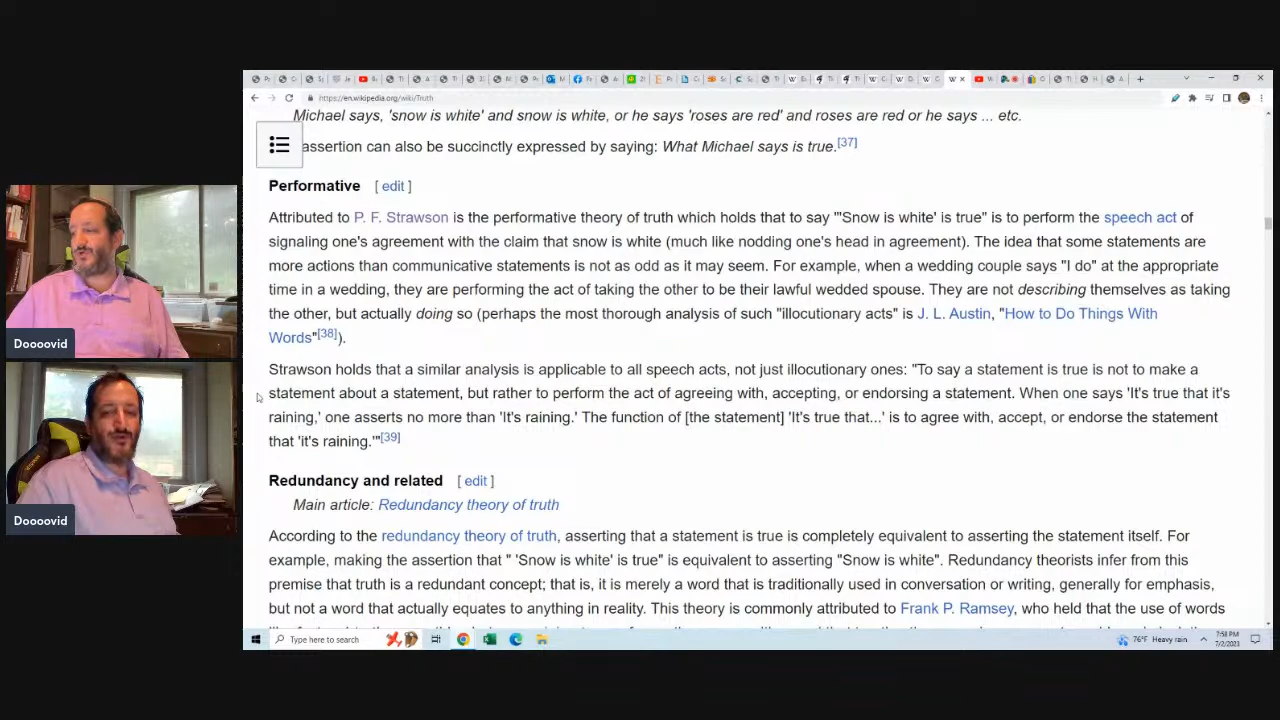 https://en.wikipedia.org/wiki/Truth
Michael says, 'snow is white' and snow is white, or he says 'roses are red' and roses are red or he says ... etc.
assertion can also be succinctly expressed by saying: What Michael says is true.[37]
Performative [ edit ]
Attributed to P. F. Strawson is the performative theory of truth which holds that to say "'Snow is white' is true" is to perform the speech act of
signaling one's agreement with the claim that snow is white (much like nodding one's head in agreement). The idea that some statements are
more actions than communicative statements is not as odd as it may seem. For example, when a wedding couple says "I do" at the appropriate
time in a wedding, they are performing the act of taking the other to be their lawful wedded spouse. They are not describing themselves as taking
the other, but actually doing so (perhaps the most thorough analysis of such "illocutionary acts" is J. L. Austin, "How to Do Things With
Words"[38]).
Strawson holds that a similar analysis is applicable to all speech acts, not just illocutionary ones: "To say a statement is true is not to make a
statement about a statement, but rather to perform the act of agreeing with, accepting, or endorsing a statement. When one says 'It's true that it's
raining,' one asserts no more than 'It's raining.' The function of [the statement] 'It's true that...' is to agree with, accept, or endorse the statement
that 'it's raining.'"[39]
Redundancy and related [ edit ]
Main article: Redundancy theory of truth
According to the redundancy theory of truth, asserting that a statement is true is completely equivalent to asserting the statement itself. For
example, making the assertion that " 'Snow is white' is true" is equivalent to asserting "Snow is white". Redundancy theorists infer from this
premise that truth is a redundant concept; that is, it is merely a word that is traditionally used in conversation or writing, generally for emphasis,
but not a word that actually equates to anything in reality. This theory is commonly attributed to Frank P. Ramsey, who held that the use of words
Type here to search
76°F Heavy rain
7:58 PM
7/2/2023
Doooovid
Doooovid